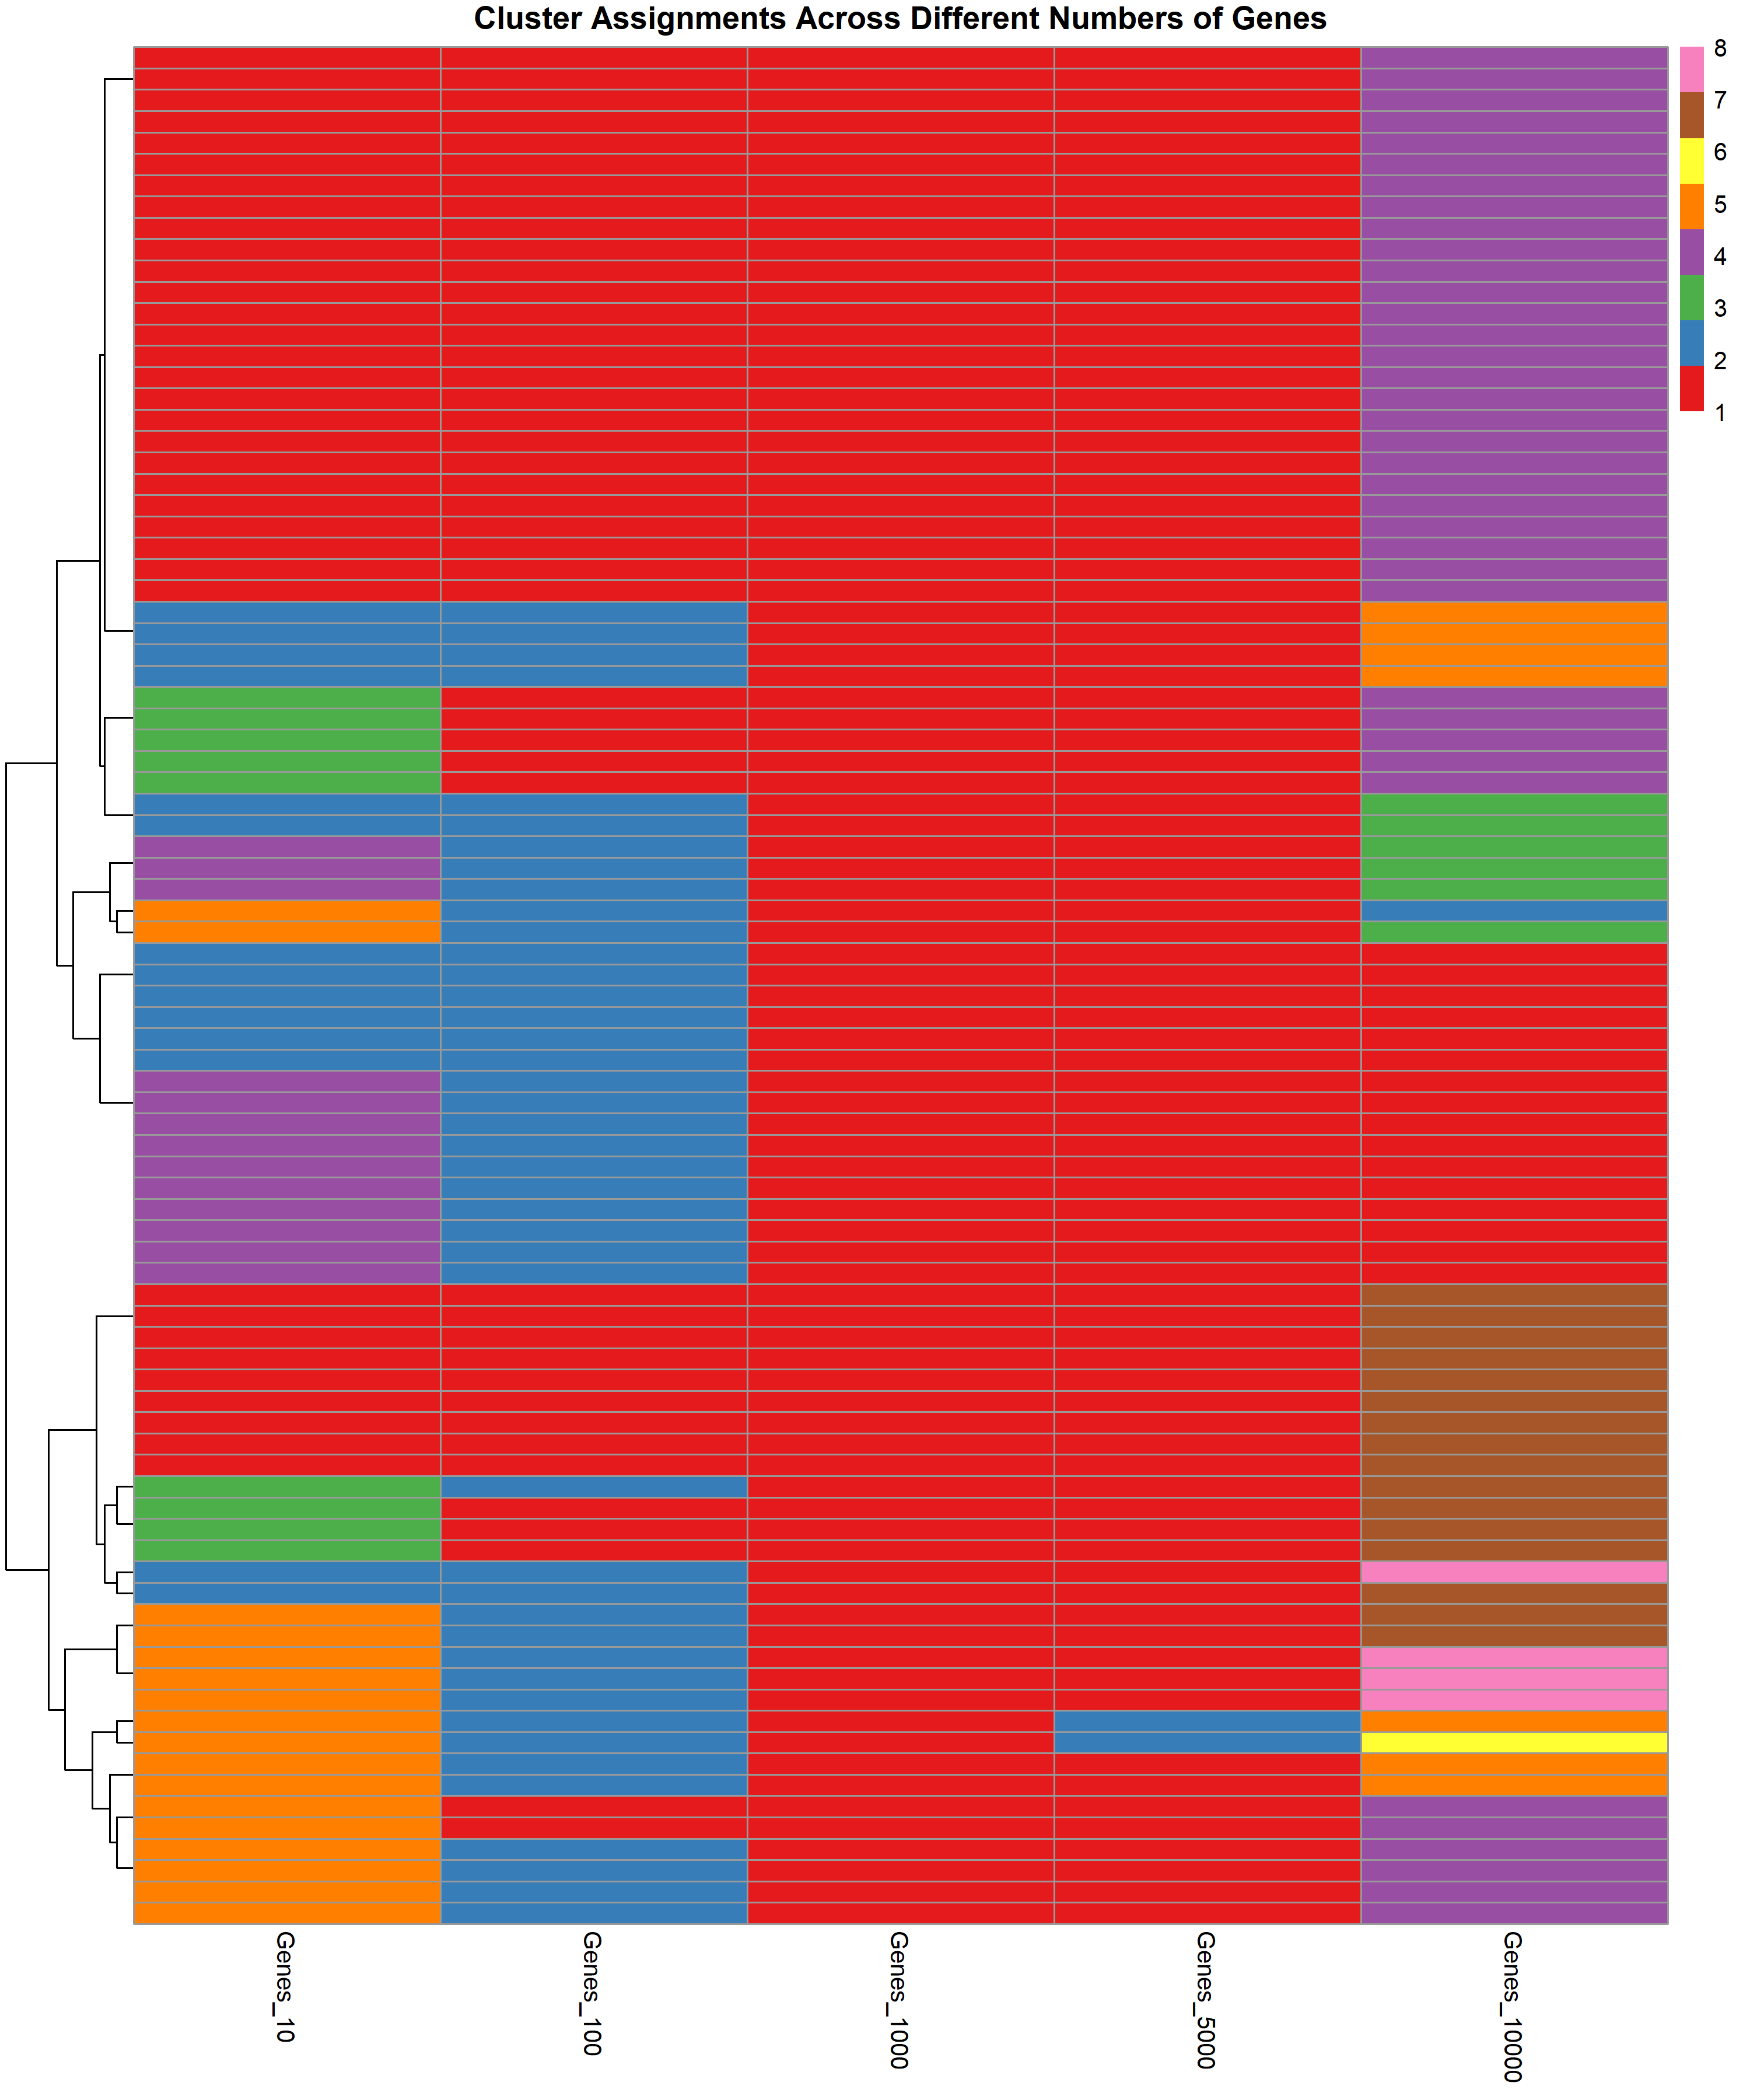 Cluster Assignments Across Different Numbers of Genes
8
7
6
5
4
3
2
1
Genes_10
Genes_100
Genes_1000
Genes_5000
Genes_10000